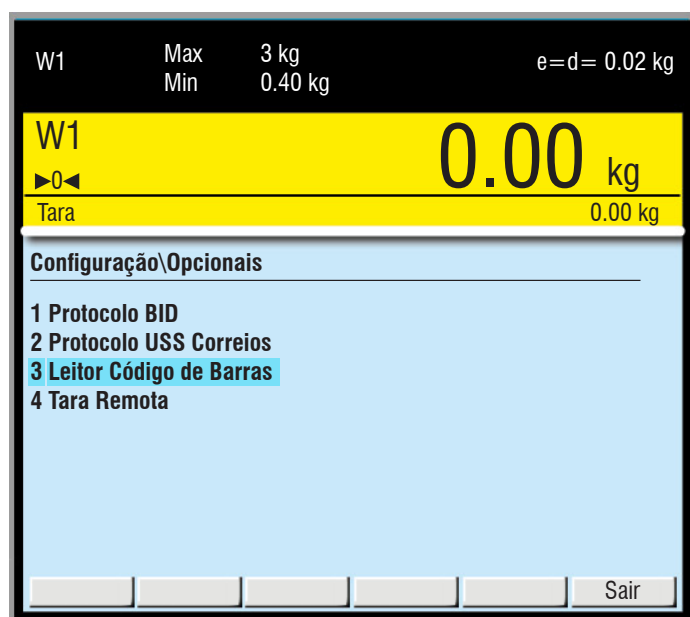 W1 Max 3 kg e=d= 0.02 kg
Min 0.40 kg
W1 0.00 kg
►0◄
Tara 0.00 kg
Configuração\Opcionais
1 Protocolo BID
2 Protocolo USS Correios
3 Leitor Código de Barras
4 Tara Remota
Sair